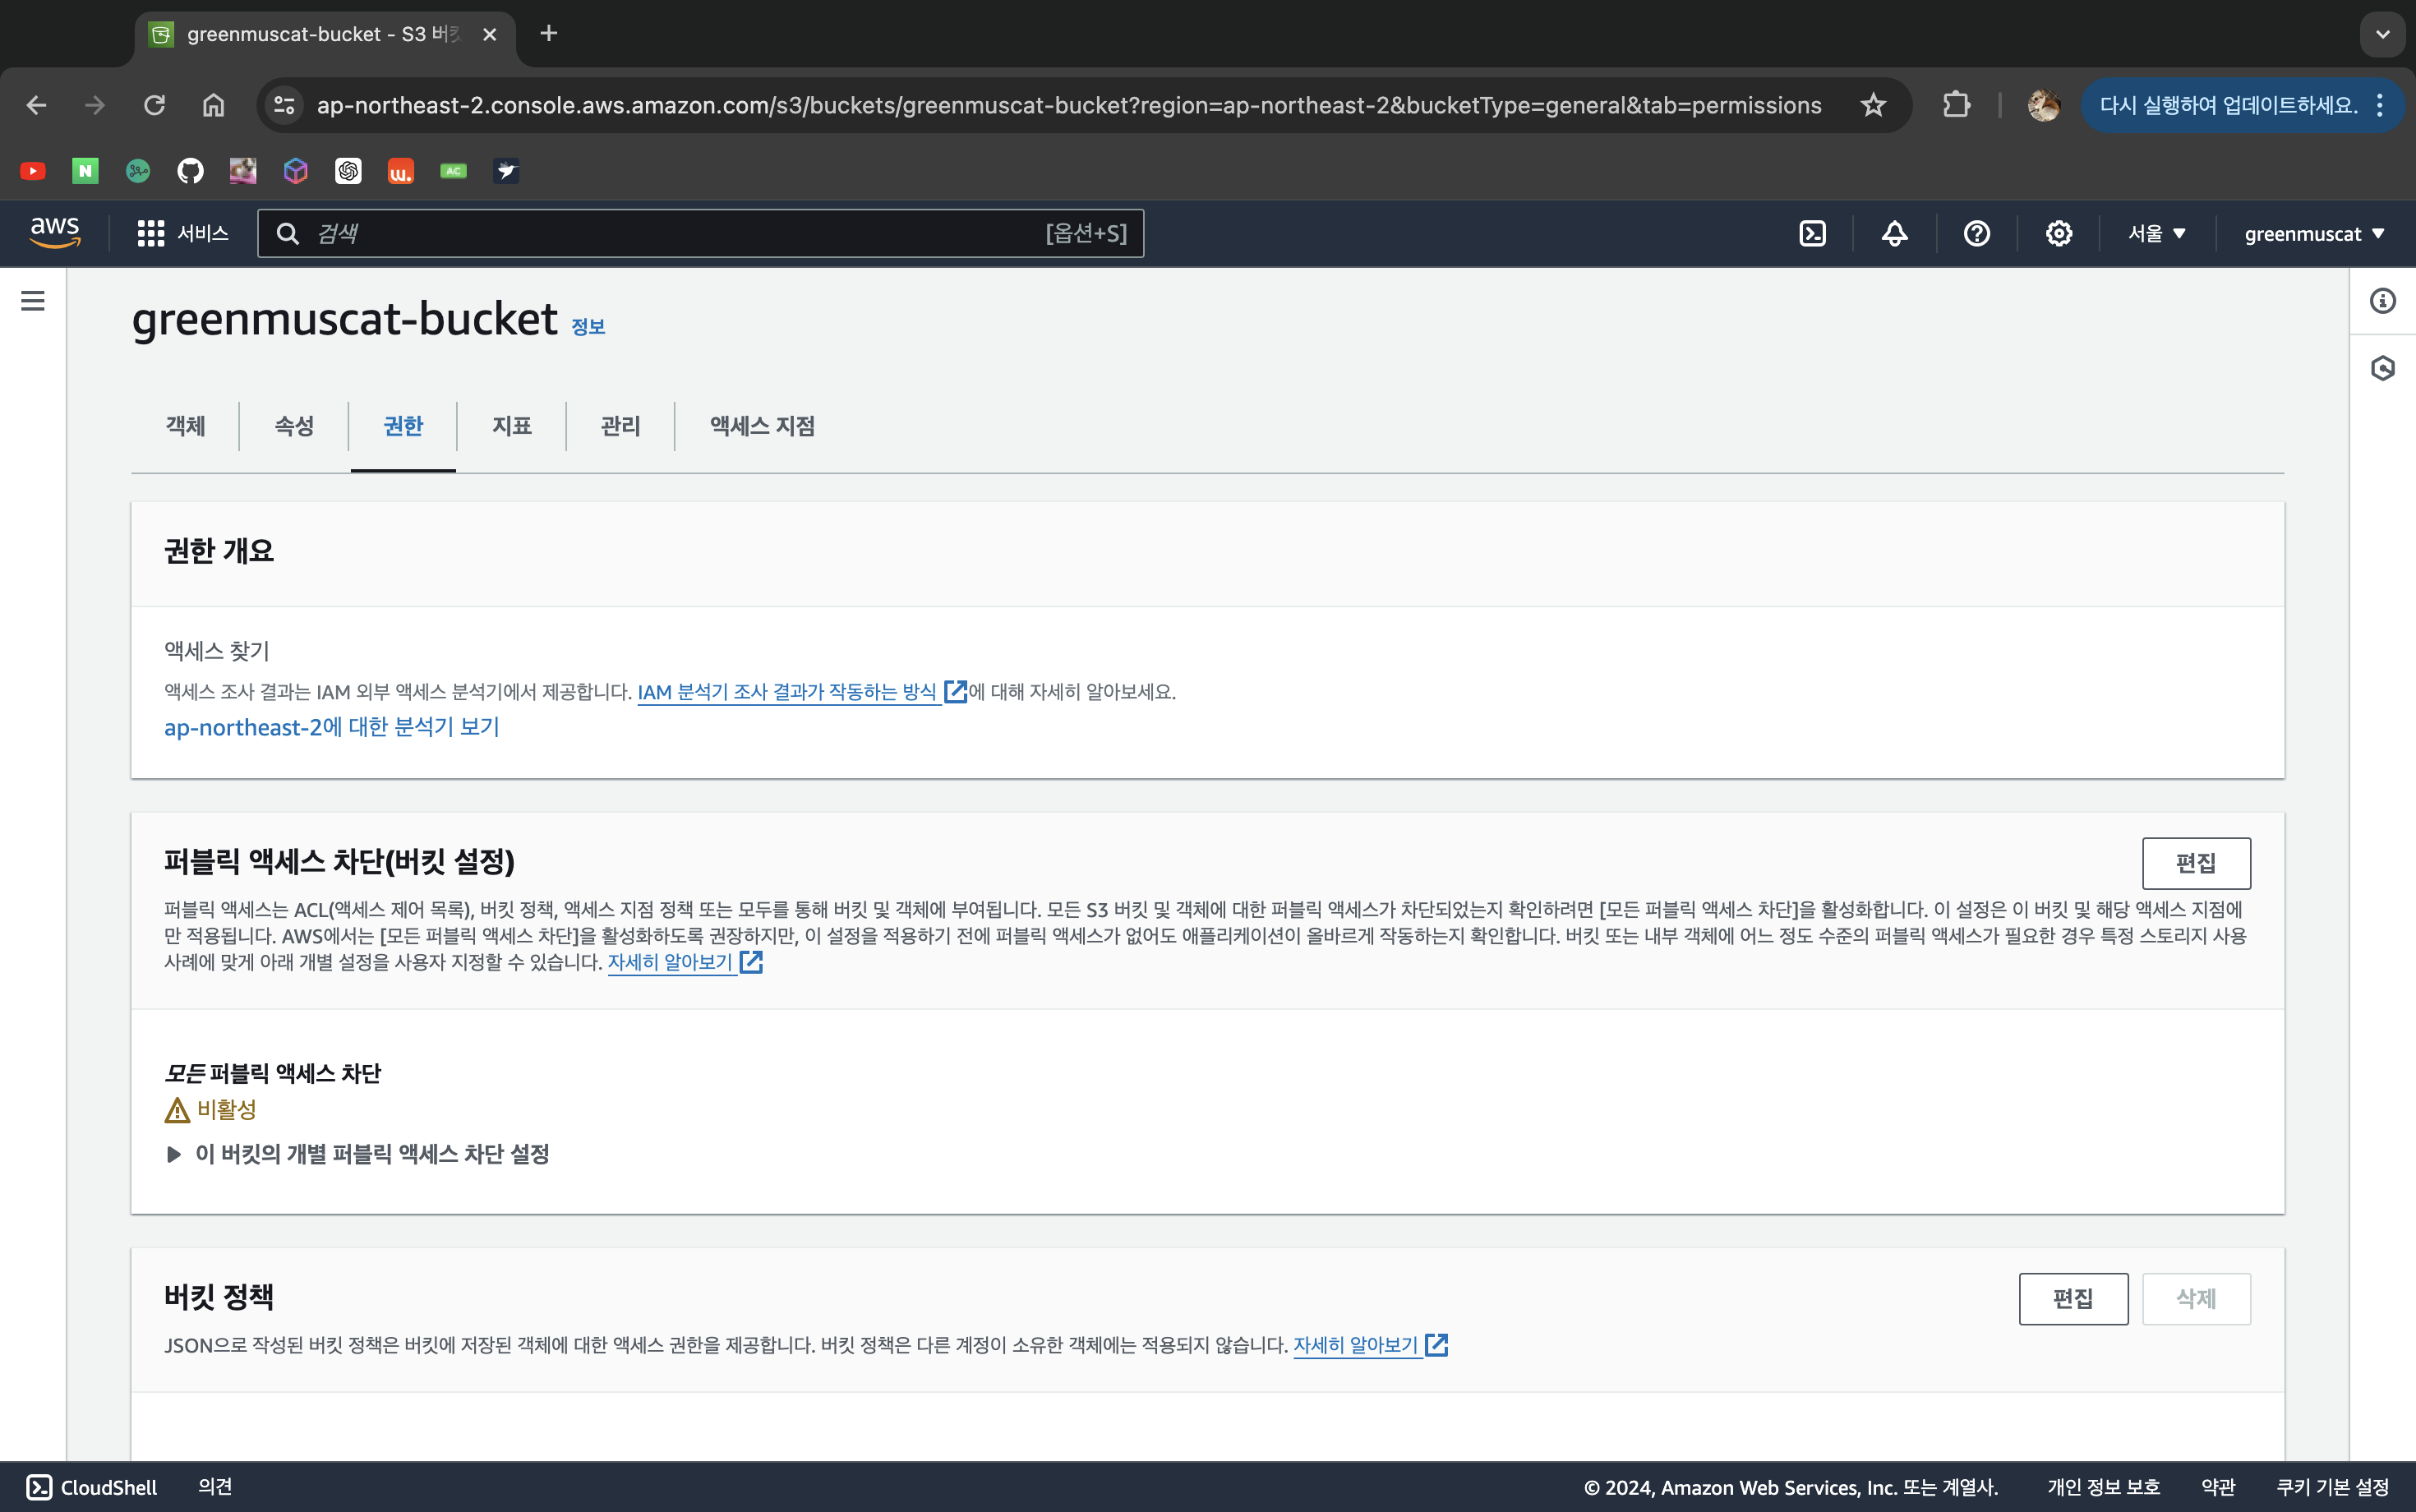 greenmuscat-bucket - S3 버킷
ap-northeast-2.console.aws.amazon.com/s3/buckets/greenmuscat-bucket?region=ap-northeast-2&bucketType=general&tab=permissions
다시 실행하여 업데이트하세요.
N
w.
AC
aws
서비스
검색
[옵션+S]
서울
greenmuscat
greenmuscat-bucket 정보
객체
속성
권한
지표
관리
액세스 지점
권한 개요
액세스 찾기
액세스 조사 결과는 IAM 외부 액세스 분석기에서 제공합니다. IAM 분석기 조사 결과가 작동하는 방식 에 대해 자세히 알아보세요.
ap-northeast-2에 대한 분석기 보기
퍼블릭 액세스 차단(버킷 설정)
편집
퍼블릭 액세스는 ACL(액세스 제어 목록), 버킷 정책, 액세스 지점 정책 또는 모두를 통해 버킷 및 객체에 부여됩니다. 모든 S3 버킷 및 객체에 대한 퍼블릭 액세스가 차단되었는지 확인하려면 [모든 퍼블릭 액세스 차단]을 활성화합니다. 이 설정은 이 버킷 및 해당 액세스 지점에
만 적용됩니다. AWS에서는 [모든 퍼블릭 액세스 차단]을 활성화하도록 권장하지만, 이 설정을 적용하기 전에 퍼블릭 액세스가 없어도 애플리케이션이 올바르게 작동하는지 확인합니다. 버킷 또는 내부 객체에 어느 정도 수준의 퍼블릭 액세스가 필요한 경우 특정 스토리지 사용
사례에 맞게 아래 개별 설정을 사용자 지정할 수 있습니다. 자세히 알아보기
모든 퍼블릭 액세스 차단
비활성
이 버킷의 개별 퍼블릭 액세스 차단 설정
버킷 정책
편집
삭제
JSON으로 작성된 버킷 정책은 버킷에 저장된 객체에 대한 액세스 권한을 제공합니다. 버킷 정책은 다른 계정이 소유한 객체에는 적용되지 않습니다. 자세히 알아보기
CloudShell
의견
© 2024, Amazon Web Services, Inc. 또는 계열사.
개인 정보 보호
약관
쿠키 기본 설정